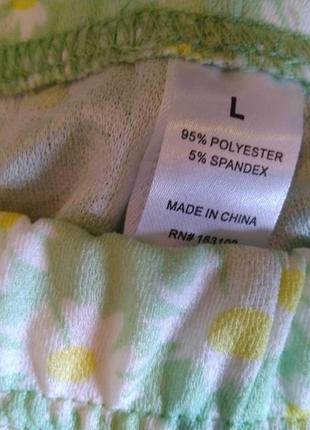 L
95% POLYESTER
5% SPANDEX
MADE IN CHINA
RN#